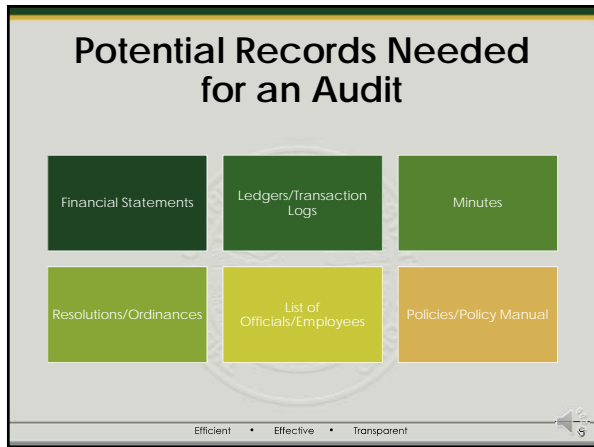 Potential Records Needed
for an Audit
Financial Statements
Ledgers/Transaction
Logs
Minutes
Resolutions/Ordinances
List of
Officials/Employees
Policies/Policy Manual
Efficient • Effective • Transparent